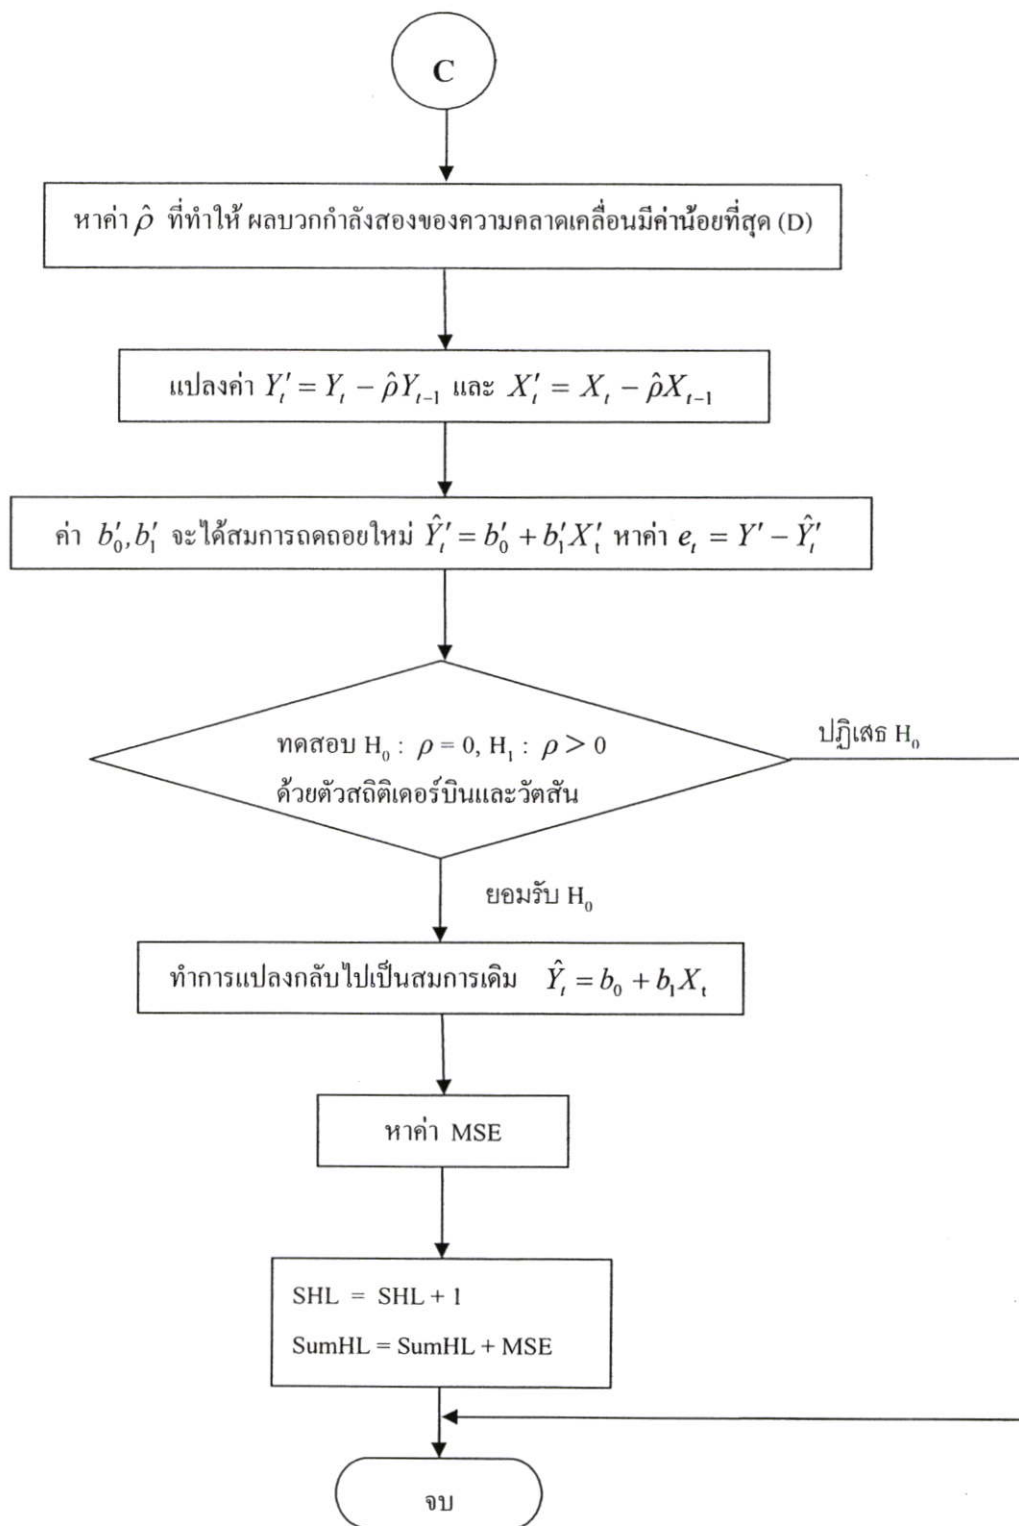 C
หาค่า ρ̂ ที่ทำให้ ผลบวกกำลังสองของความคลาดเคลื่อนมีค่าน้อยที่สุด (D)
แปลงค่า Y′ₜ = Yₜ − ρ̂Yₜ₋₁ และ X′ₜ = Xₜ − ρ̂Xₜ₋₁
ค่า b′₀, b′₁ จะได้สมการถดถอยใหม่ Ŷ′ₜ = b′₀ + b′₁X′ₜ หาค่า eₜ = Y′ − Ŷ′ₜ
ทดสอบ H₀ : ρ = 0, H₁ : ρ > 0
ด้วยตัวสถิติเดอร์บินและวัตสัน
ปฏิเสธ H₀
ยอมรับ H₀
ทำการแปลงกลับไปเป็นสมการเดิม Ŷₜ = b₀ + b₁Xₜ
หาค่า MSE
SHL = SHL + 1
SumHL = SumHL + MSE
จบ